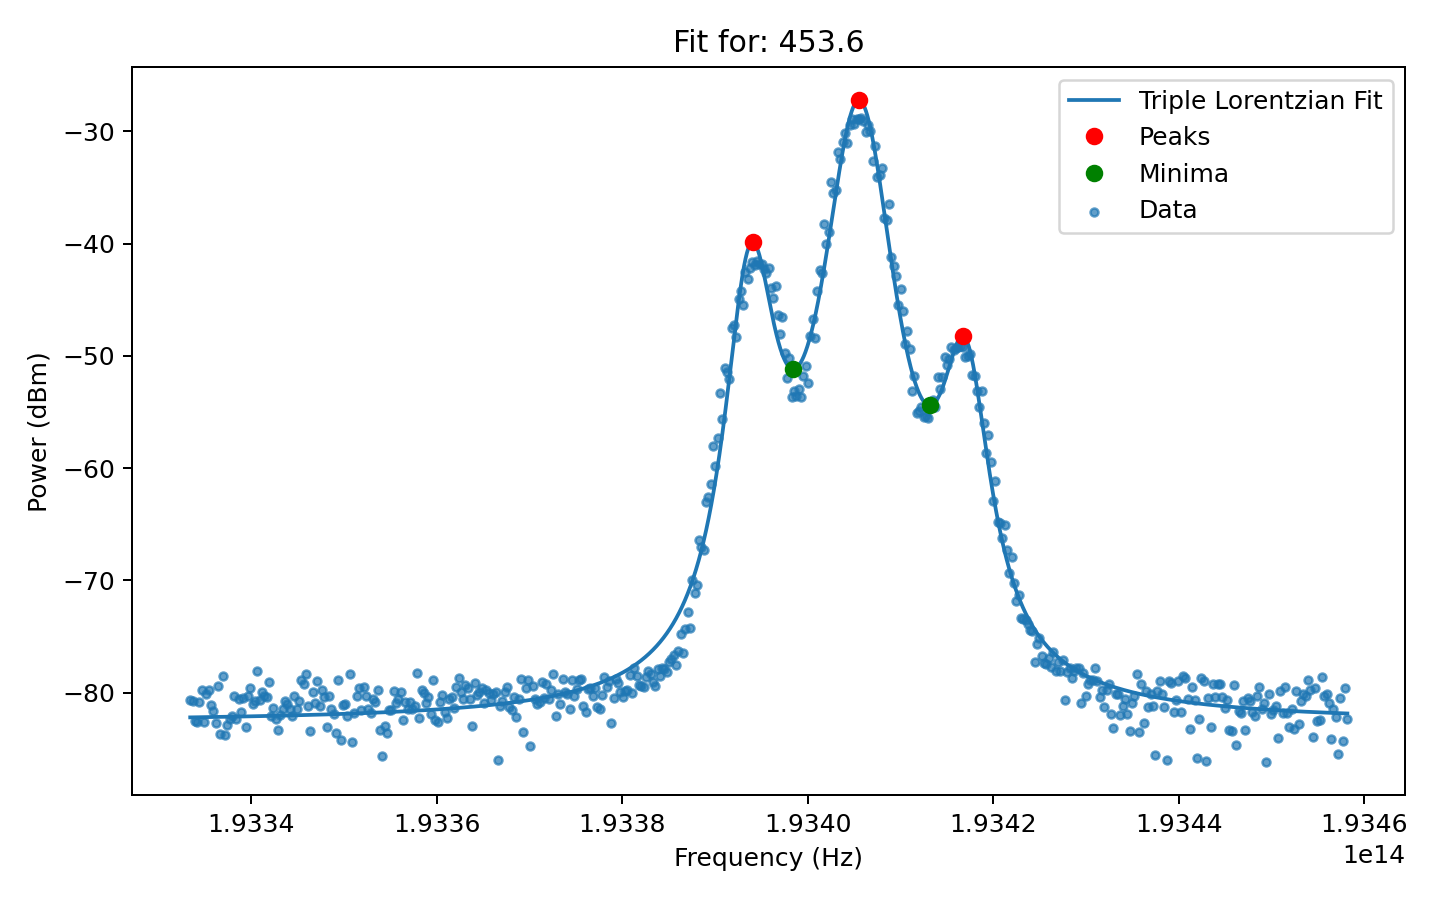 Fit for: 453.6
Triple Lorentzian Fit
Peaks
Minima
Data
Power (dBm)
−30
−40
−50
−60
−70
−80
1.9334 1.9336 1.9338 1.9340 1.9342 1.9344 1.9346
1e14
Frequency (Hz)